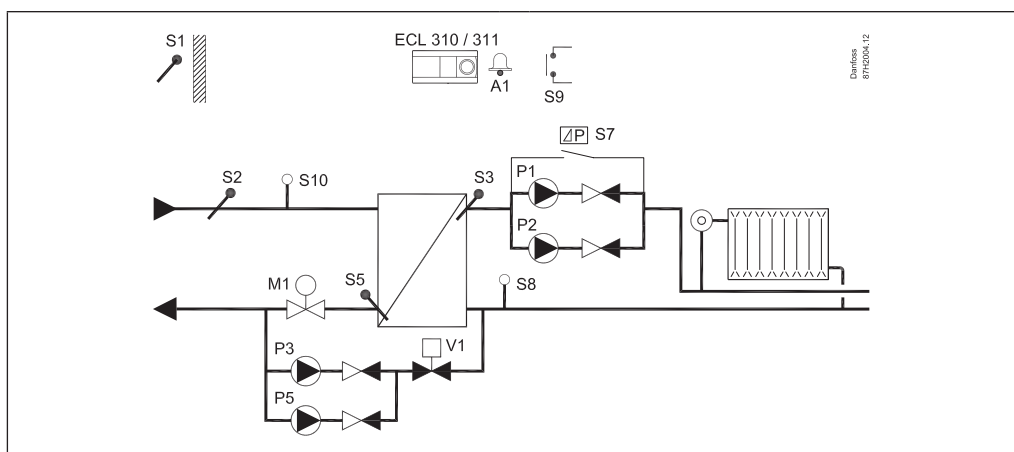 S1
ECL 310 / 311
A1
S9
Danfoss
87H2004.12
⊿P S7
S2
S10
S3
P1
P2
M1
S5
S8
P3
V1
P5